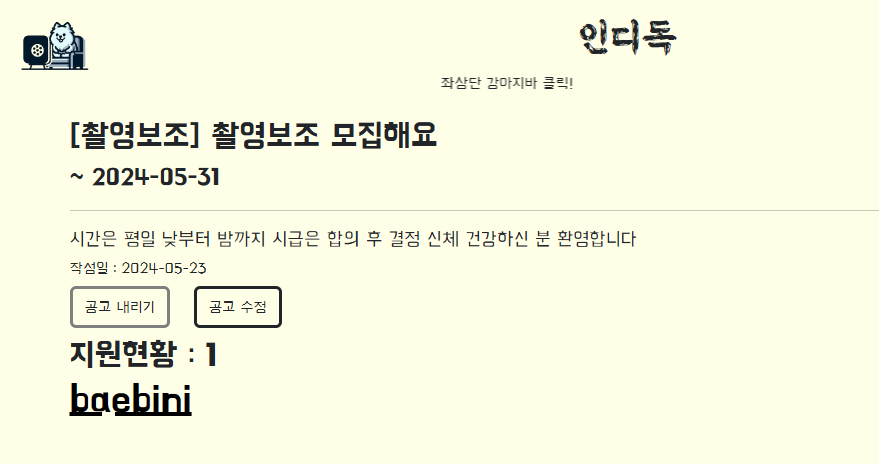 인디독
좌상단 강아지바 클릭!
[촬영보조] 촬영보조 모집해요
~ 2024-05-31
시간은 평일 낮부터 밤까지 시급은 합의 후 결정 신체 건강하신 분 환영합니다
작성일 : 2024-05-23
공고 내리기 공고 수정
지원현황 : 1
baebini